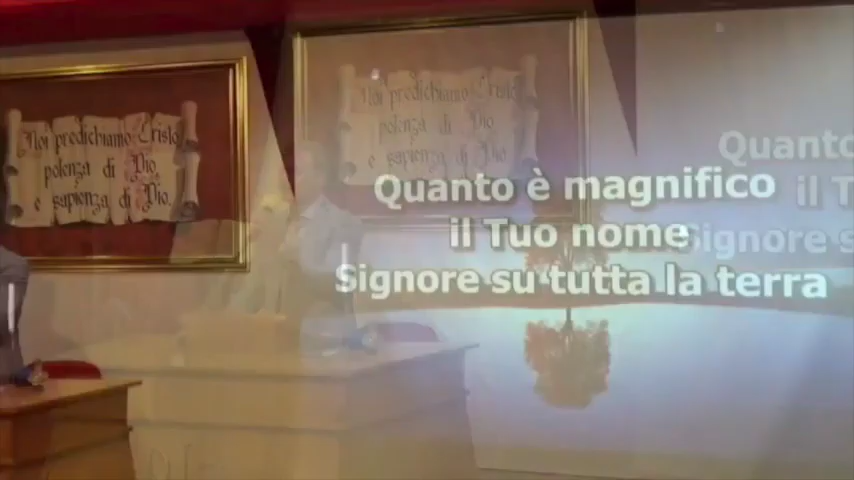 Noi predichiamo Cristo
potenza di Dio
e sapienza di Dio.
Noi predichiamo Cristo
potenza di Dio
e sapienza di Dio
Quanto è magnifico
il Tuo nome
Signore su tutta la terra
Quanto
il T
Signore s